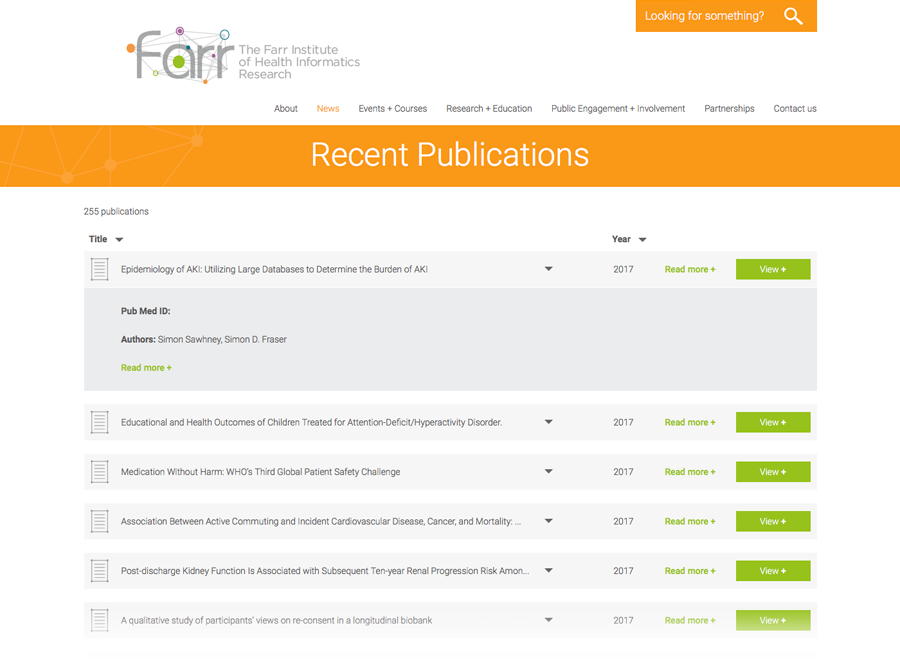 Looking for something?
Farr
The Farr Institute
of Health Informatics
Research
About News Events + Courses Research + Education Public Engagement + Involvement Partnerships Contact us
Recent Publications
255 publications
Title Year
Epidemiology of AKI: Utilizing Large Databases to Determine the Burden of AKI 2017 Read more + View +
Pub Med ID:
Authors: Simon Sawhney, Simon D. Fraser
Read more +
Educational and Health Outcomes of Children Treated for Attention-Deficit/Hyperactivity Disorder. 2017 Read more + View +
Medication Without Harm: WHO's Third Global Patient Safety Challenge 2017 Read more + View +
Association Between Active Commuting and Incident Cardiovascular Disease, Cancer, and Mortality: ... 2017 Read more + View +
Post-discharge Kidney Function Is Associated with Subsequent Ten-year Renal Progression Risk Amon... 2017 Read more + View +
A qualitative study of participants' views on re-consent in a longitudinal biobank 2017 Read more + View +